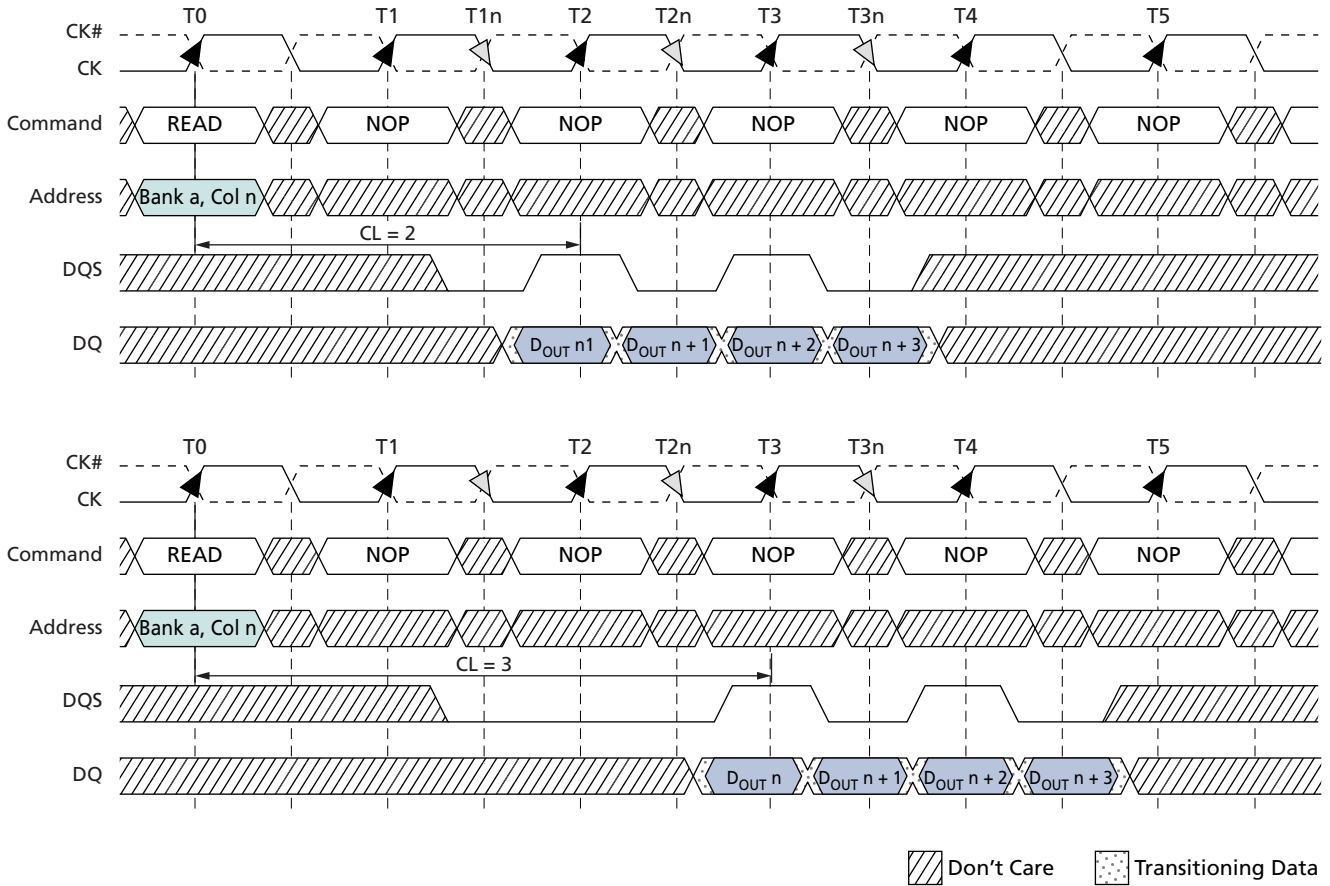 T0 T1 T1n T2 T2n T3 T3n T4 T5
CK#
CK
Command READ NOP NOP NOP NOP NOP
Address Bank a, Col n
CL = 2
DQS
DQ DOUT n1 DOUT n + 1 DOUT n + 2 DOUT n + 3
T0 T1 T2 T2n T3 T3n T4 T5
CK#
CK
Command READ NOP NOP NOP NOP NOP
Address Bank a, Col n
CL = 3
DQS
DQ DOUT n DOUT n + 1 DOUT n + 2 DOUT n + 3
Don't Care Transitioning Data